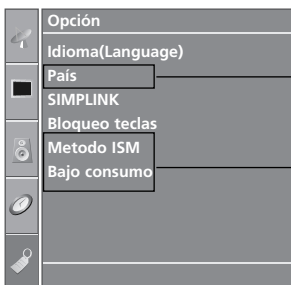 Opción
Idioma(Language)
País
SIMPLINK
Bloqueo teclas
Metodo ISM
Bajo consumo